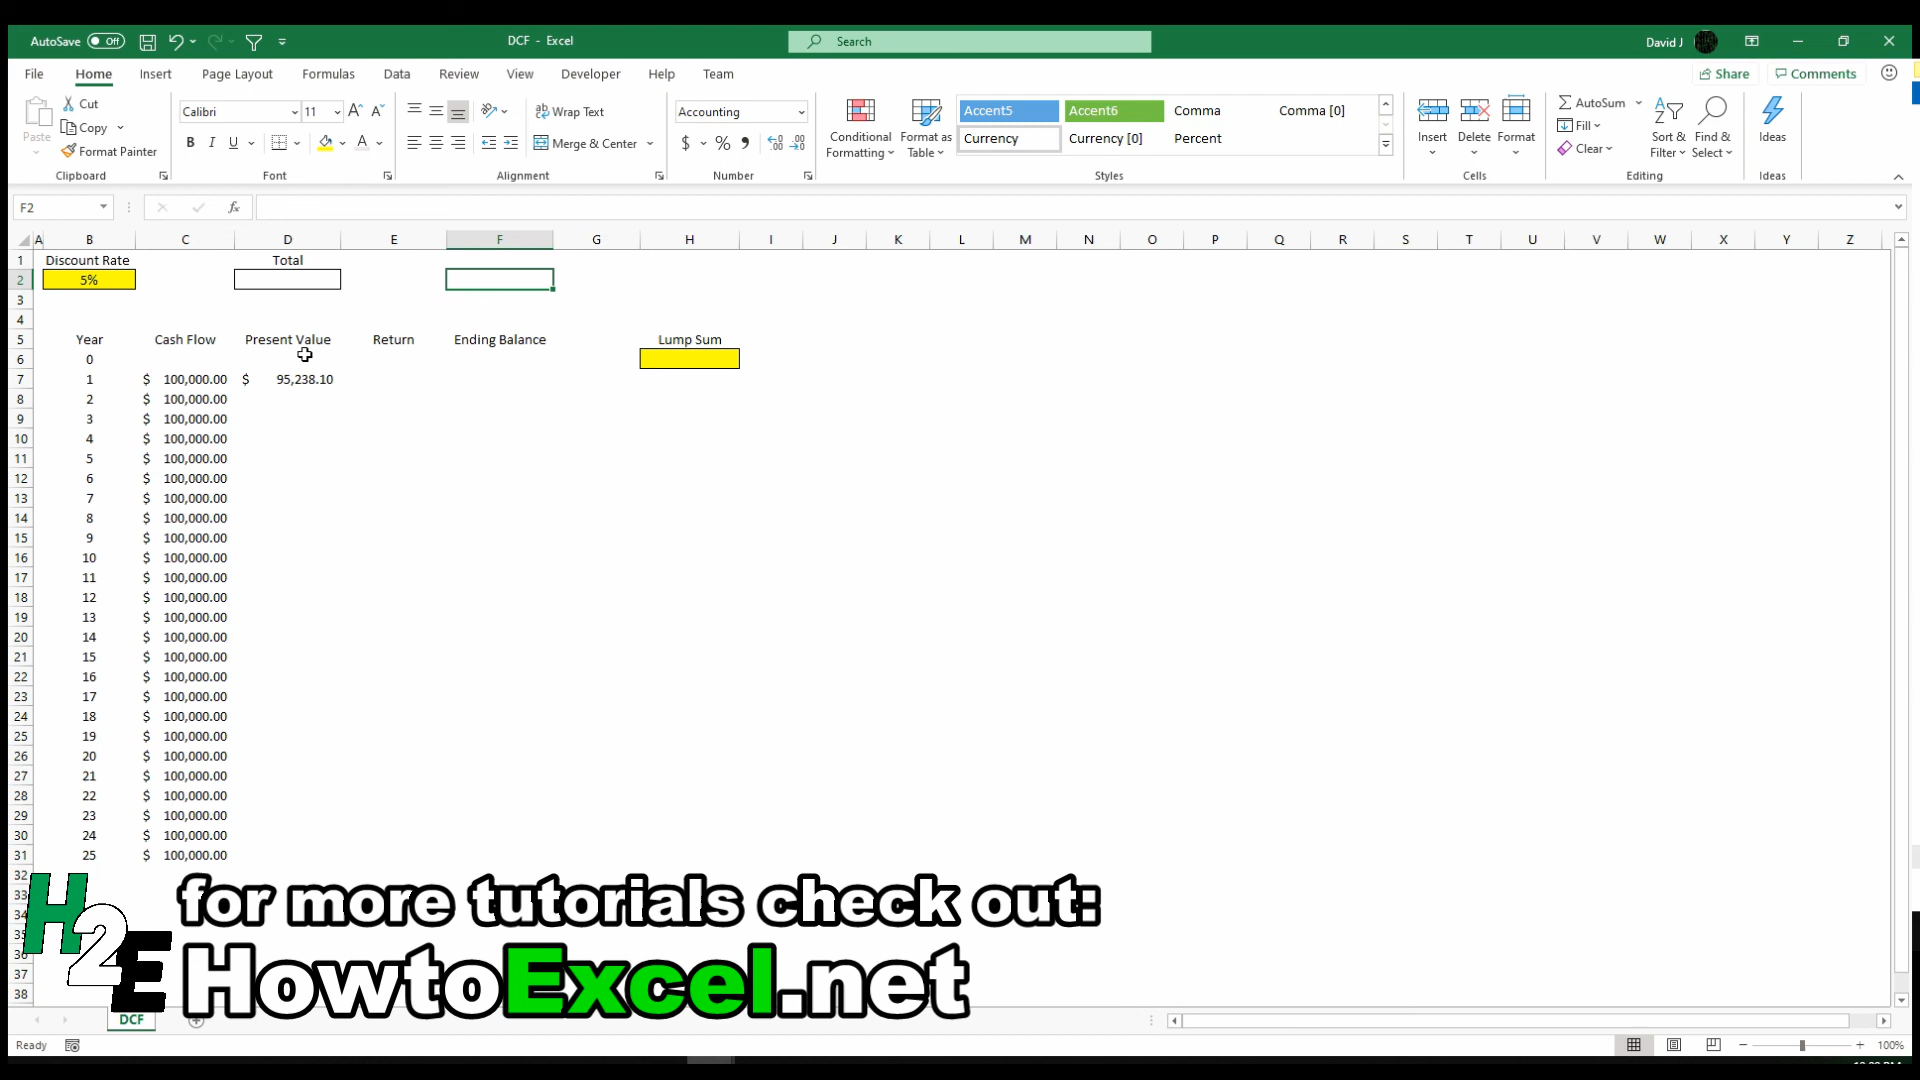 AutoSave Off DCF - Excel Search David J
File Home Insert Page Layout Formulas Data Review View Developer Help Team Share Comments
Paste Cut Copy Format Painter Clipboard
Calibri 11 A A B I U A Font
Wrap Text Merge & Center Alignment
Accounting $ % Number
Conditional Formatting Format as Table
Accent5 Accent6 Comma Comma [0]
Currency Currency [0] Percent
Styles
Insert Delete Format Cells
AutoSum Fill Clear Sort & Filter Find & Select Editing
Ideas Ideas
F2 fx
A B C D E F G H I J K L M N O P Q R S T U V W X Y Z
1 Discount Rate Total
2 5%
3
4
5 Year Cash Flow Present Value Return Ending Balance Lump Sum
6 0
7 1 $ 100,000.00 $ 95,238.10
8 2 $ 100,000.00
9 3 $ 100,000.00
10 4 $ 100,000.00
11 5 $ 100,000.00
12 6 $ 100,000.00
13 7 $ 100,000.00
14 8 $ 100,000.00
15 9 $ 100,000.00
16 10 $ 100,000.00
17 11 $ 100,000.00
18 12 $ 100,000.00
19 13 $ 100,000.00
20 14 $ 100,000.00
21 15 $ 100,000.00
22 16 $ 100,000.00
23 17 $ 100,000.00
24 18 $ 100,000.00
25 19 $ 100,000.00
26 20 $ 100,000.00
27 21 $ 100,000.00
28 22 $ 100,000.00
29 23 $ 100,000.00
30 24 $ 100,000.00
31 25 $ 100,000.00
32
33
34
35
36
37
38
H2E
for more tutorials check out:
HowtoExcel.net
DCF
Ready 100%